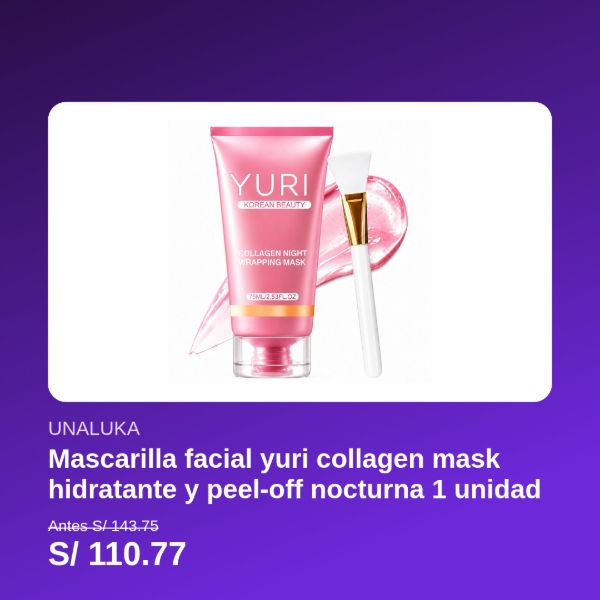 YURI
KOREAN BEAUTY
COLLAGEN NIGHT
WRAPPING MASK
75ML/2.53FL.OZ
UNALUKA
Mascarilla facial yuri collagen mask
hidratante y peel-off nocturna 1 unidad
Antes S/ 143.75
S/ 110.77